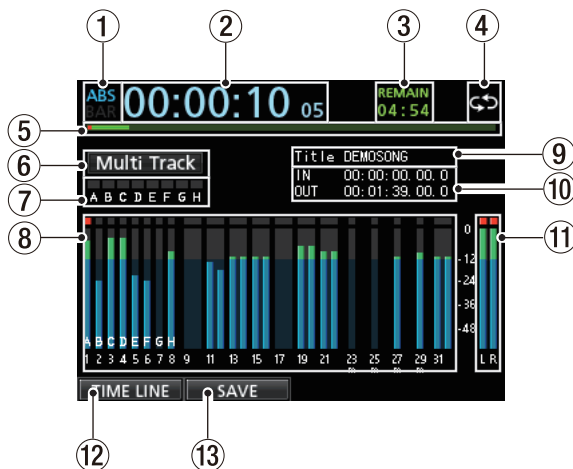 1 2 3 4
ABS 00:00:10 05 REMAIN
BAR 04:54
5
6 Multi Track Title DEMOSONG 9
IN 00:00:00.00.0
7 A B C D E F G H OUT 00:01:39.00.0 10
8 0 11
-12
-24
-36
-48
A B C D E F G H
1 2 3 4 5 6 7 8 9 11 13 15 17 19 21 23 25 27 29 31 L R
TIME LINE SAVE
12 13